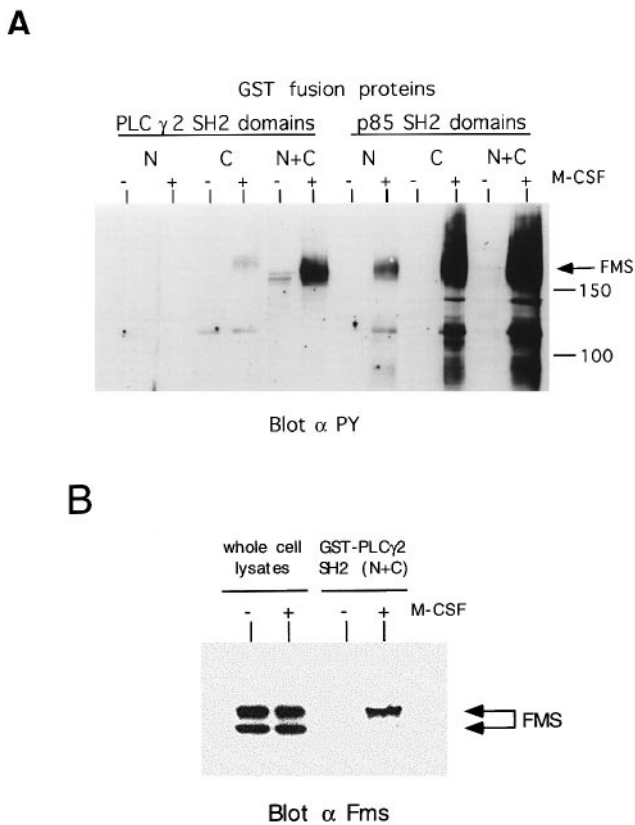 A
GST fusion proteins
PLC γ2 SH2 domains p85 SH2 domains
N C N+C N C N+C
- + - + - + - + - + - + M-CSF
FMS
150
100
Blot α PY
B
whole cell lysates GST-PLCγ2 SH2 (N+C)
- + - + M-CSF
FMS
Blot α Fms